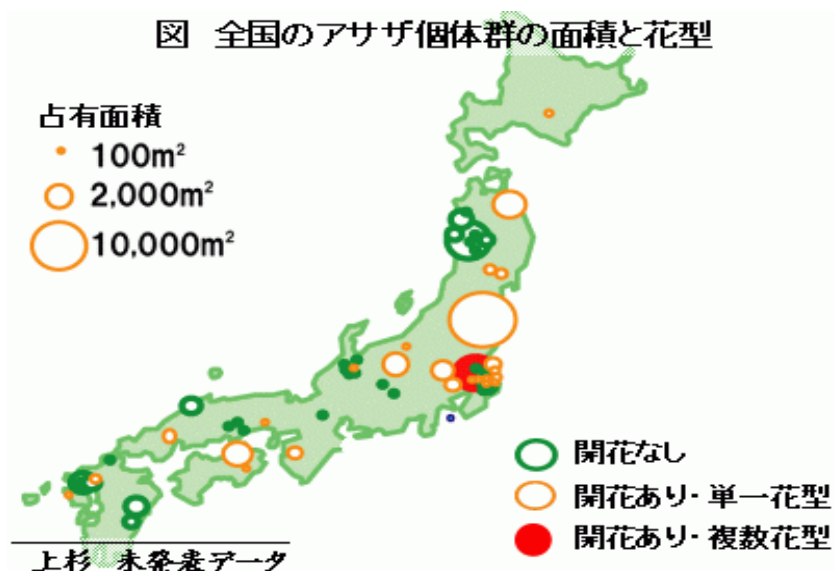 図 全国のアサザ個体群の面積と花型
占有面積
100m²
2,000m²
10,000m²
開花なし
開花あり・単一花型
開花あり・複数花型
上杉 未発表データ